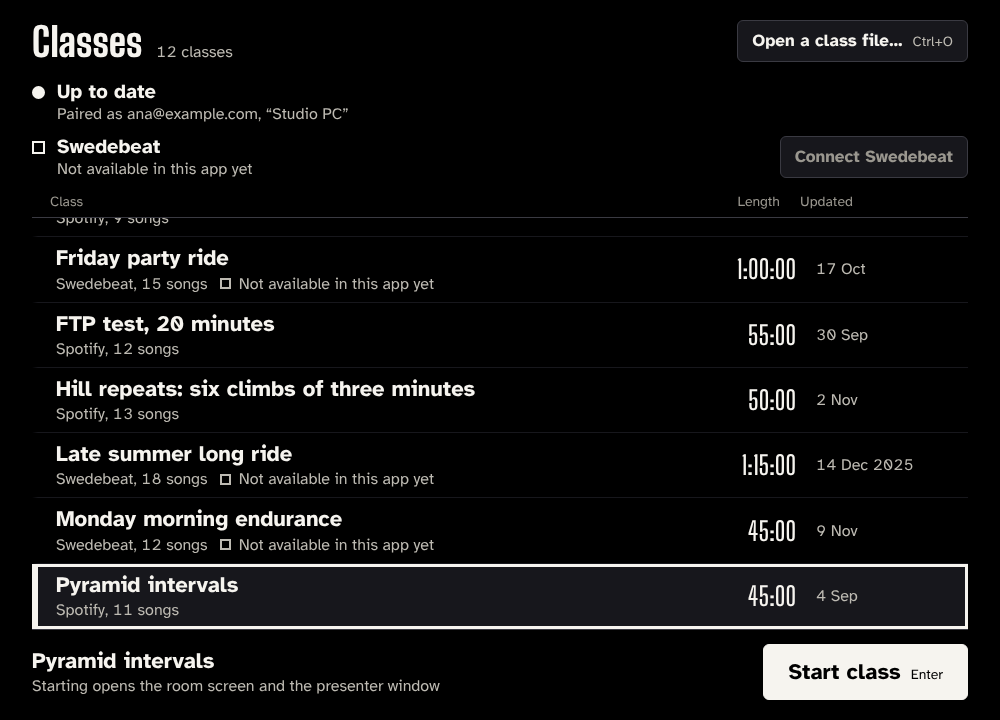 Classes 12 classes
Open a class file... Ctrl+O
Up to date
Paired as ana@example.com, “Studio PC”
Swedebeat
Not available in this app yet
Connect Swedebeat
Class Length Updated
Spotify, 9 songs
Friday party ride
Swedebeat, 15 songs Not available in this app yet
1:00:00 17 Oct
FTP test, 20 minutes
Spotify, 12 songs
55:00 30 Sep
Hill repeats: six climbs of three minutes
Spotify, 13 songs
50:00 2 Nov
Late summer long ride
Swedebeat, 18 songs Not available in this app yet
1:15:00 14 Dec 2025
Monday morning endurance
Swedebeat, 12 songs Not available in this app yet
45:00 9 Nov
Pyramid intervals
Spotify, 11 songs
45:00 4 Sep
Pyramid intervals
Starting opens the room screen and the presenter window
Start class Enter